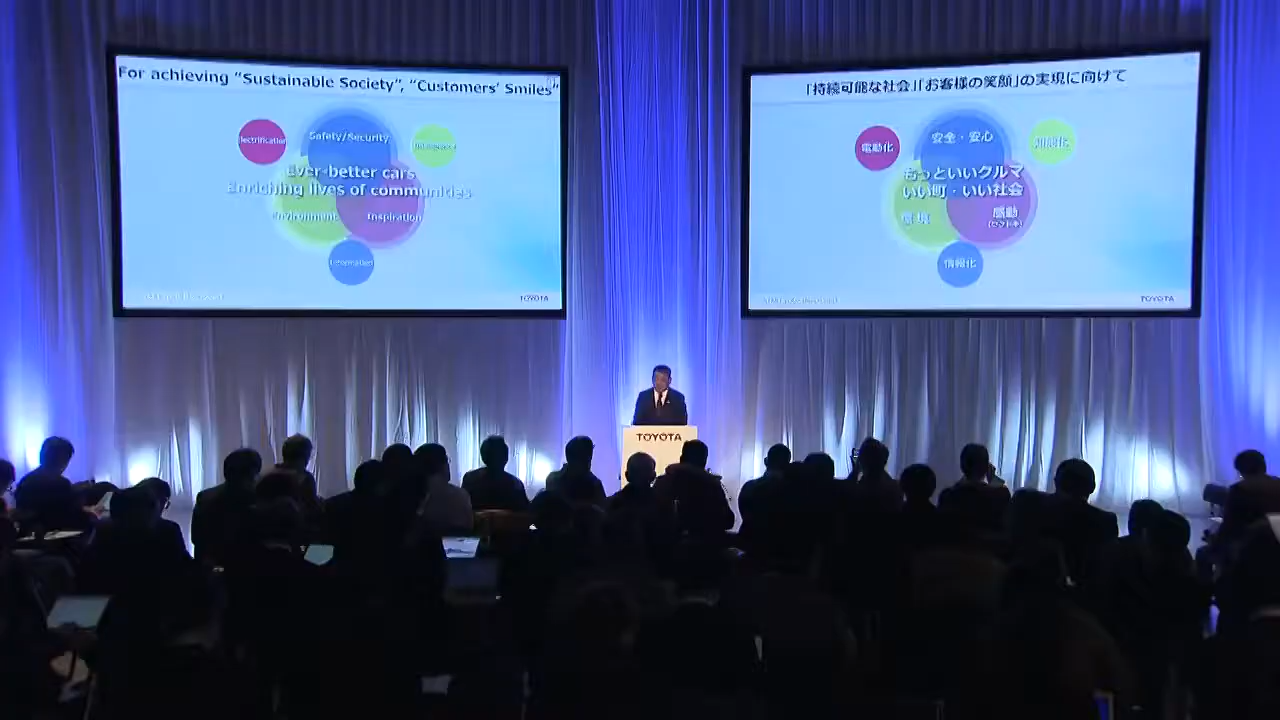 For achieving “Sustainable Society”, “Customers’ Smiles”
Electrification
Safety/Security
Intelligence
Ever-better cars
Enriching lives of communities
Environment
Inspiration
Information
TOYOTA
「持続可能な社会」「お客様の笑顔」の実現に向けて
電動化
安全・安心
知能化
もっといいクルマ
いい町・いい社会
環境
感動
情報化
TOYOTA
TOYOTA